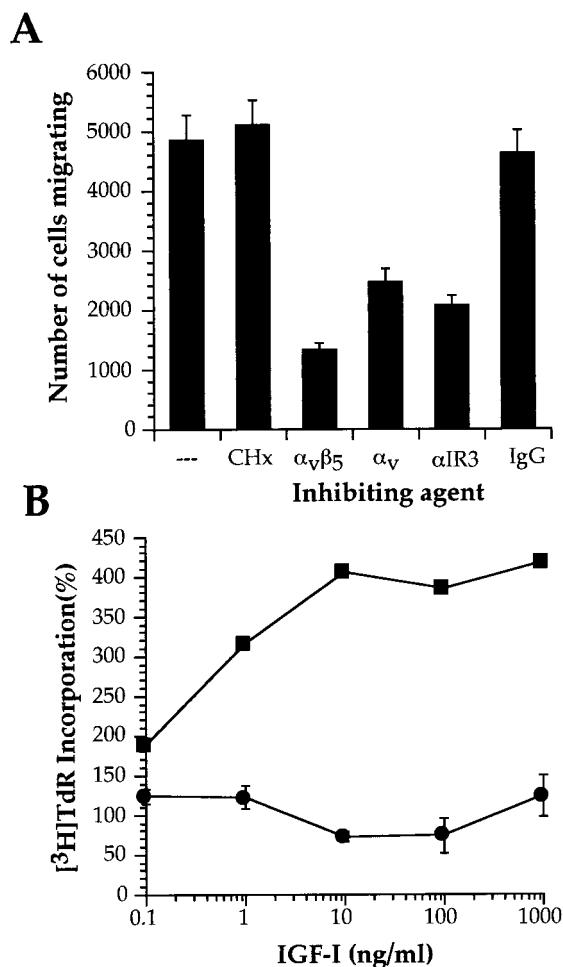 A
6000
5000
4000
3000
2000
1000
0
Number of cells migrating
--- CHx αvβ5 αv αIR3 IgG
Inhibiting agent
B
450
400
350
300
250
200
150
100
50
0
[³H]TdR Incorporation(%)
0.1 1 10 100 1000
IGF-I (ng/ml)